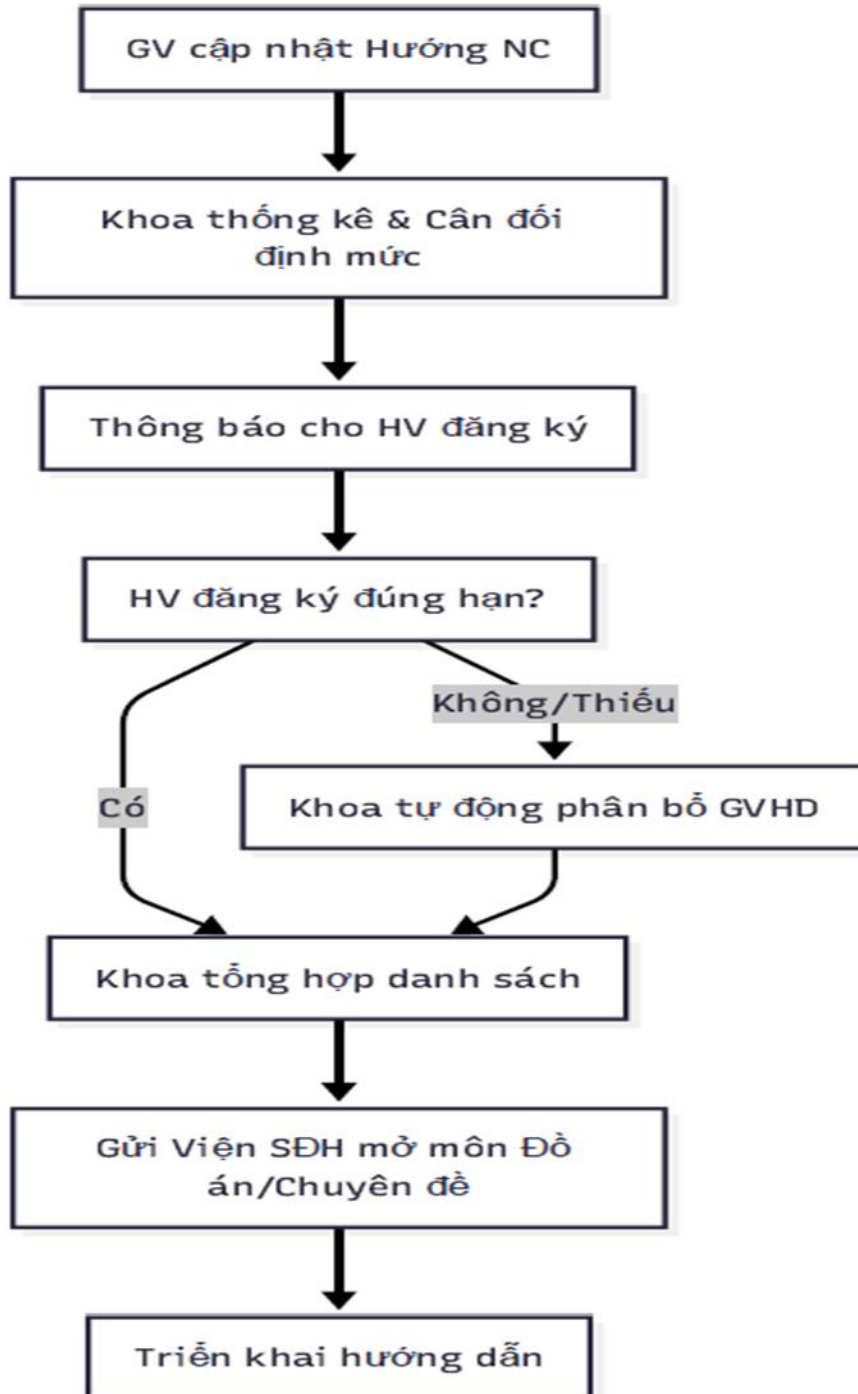 GV cập nhật Hướng NC
Khoa thống kê & Cân đối
định mức
Thông báo cho HV đăng ký
HV đăng ký đúng hạn?
Không/Thiếu
Có
Khoa tự động phân bổ GVHD
Khoa tổng hợp danh sách
Gửi Viện SĐH mở môn Đồ
án/Chuyên đề
Triển khai hướng dẫn